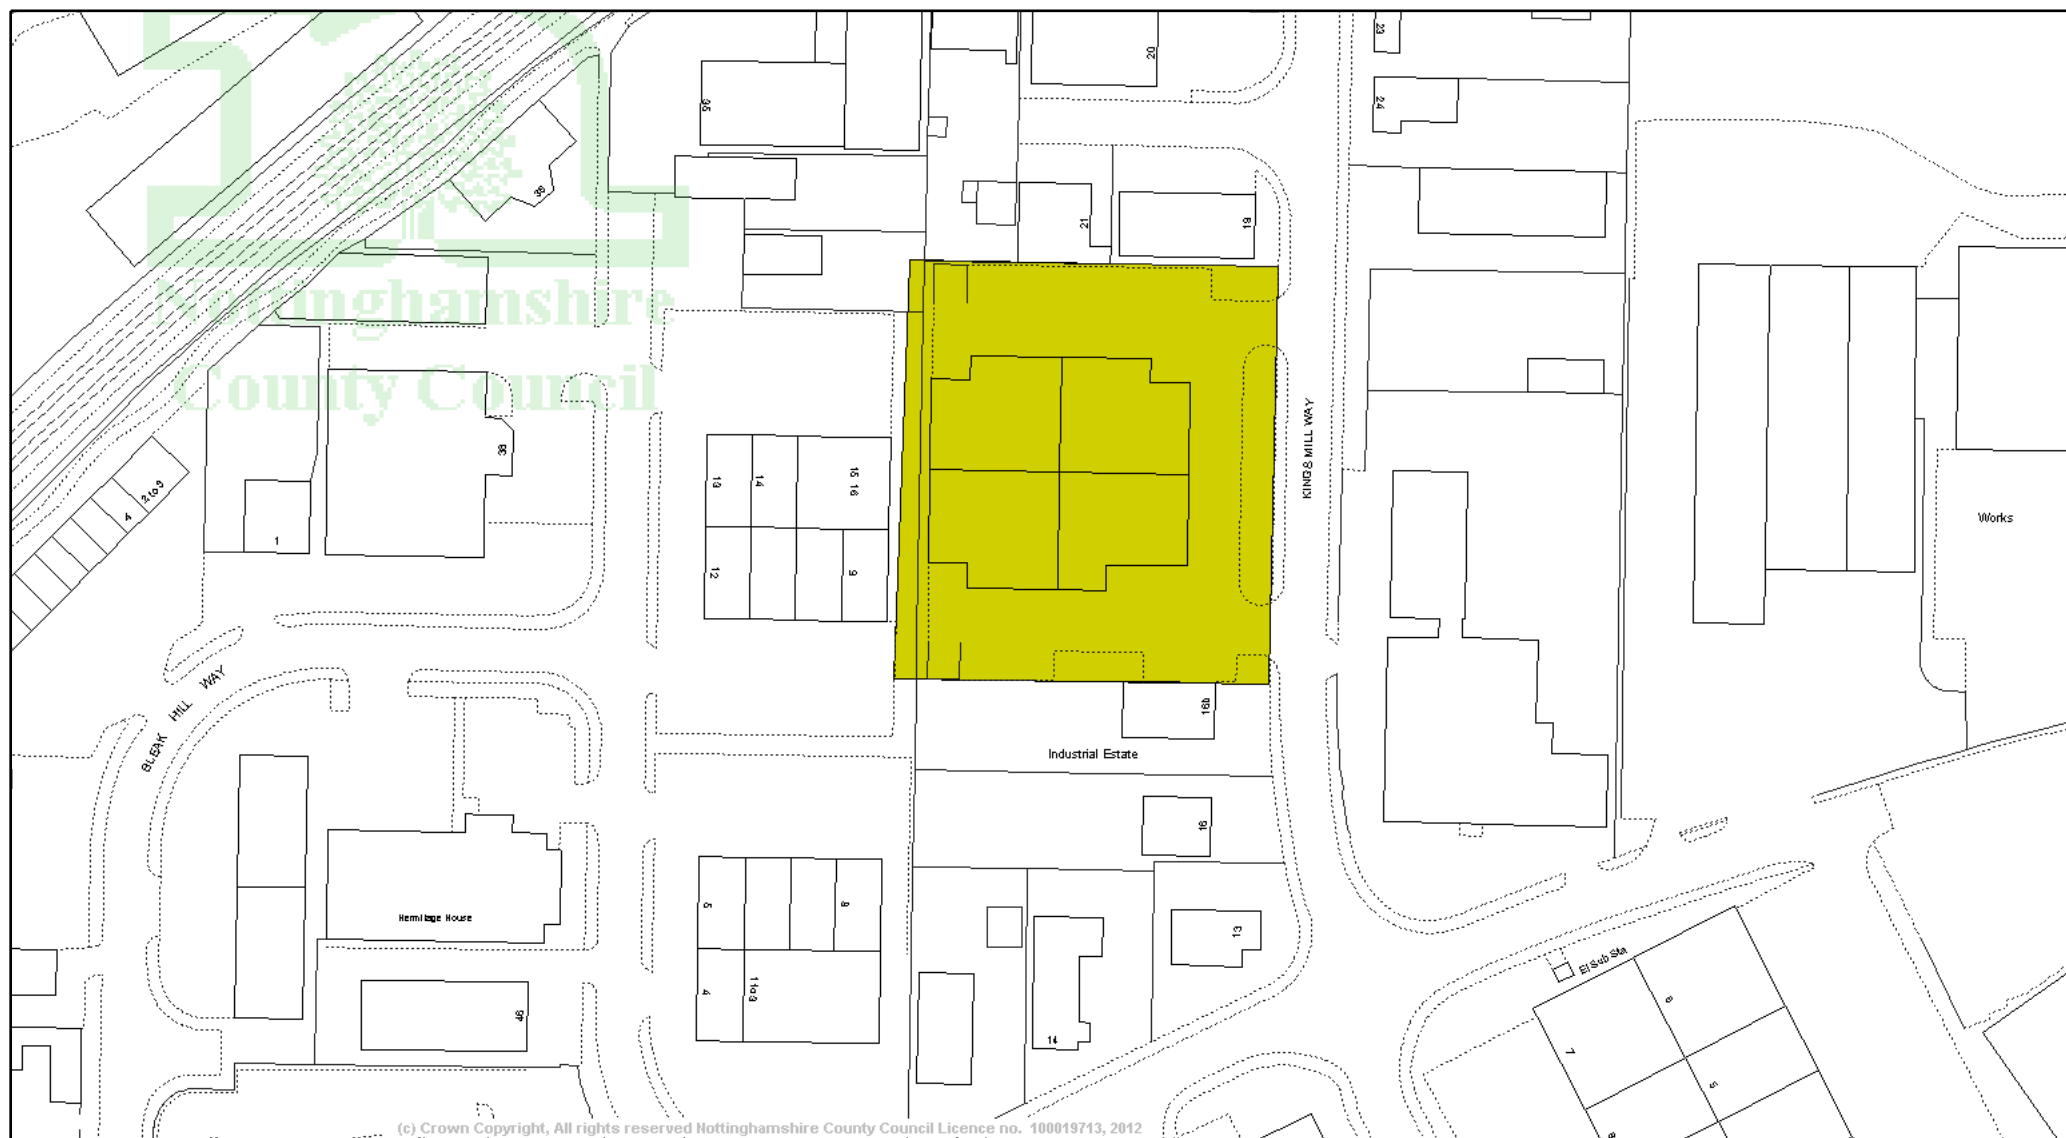 Nottinghamshire
County Council
23
20
24
35
39
21
19
38
13
14
15 16
2 to 3
4
1
12
9
KINGS MILL WAY
Works
BLEAK HILL WAY
16b
Industrial Estate
16
5
8
Hermitage House
13
4
1 to 3
El Sub Sta
46
14
6
7
5
8
(c) Crown Copyright, All rights reserved Nottinghamshire County Council Licence no. 100019713, 2012